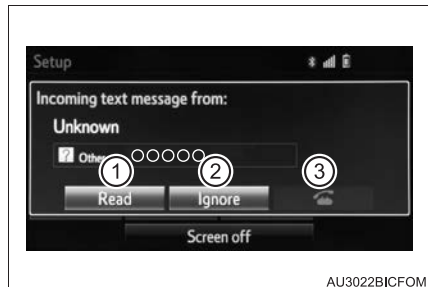 Setup
Incoming text message from:
Unknown
? Other ○○○○○
1 2 3
Read Ignore
Screen off
AU3022BICFOM